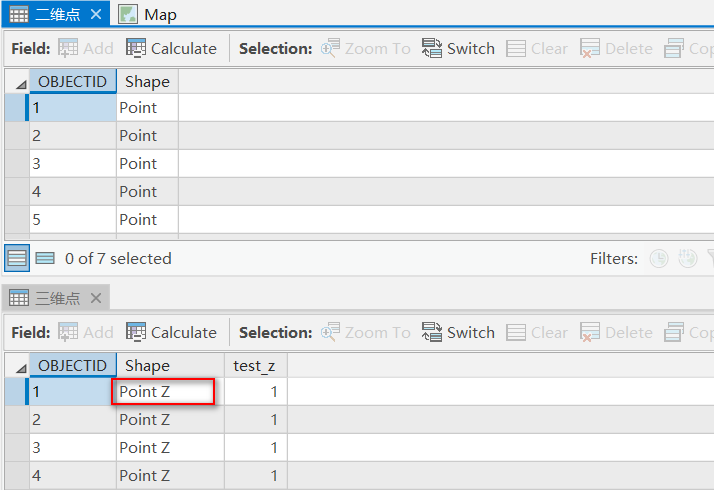 二维点 Map
Field: Add Calculate Selection: Zoom To Switch Clear Delete Cop
OBJECTID Shape
1 Point
2 Point
3 Point
4 Point
5 Point
0 of 7 selected Filters:
三维点
Field: Add Calculate Selection: Zoom To Switch Clear Delete Cop
OBJECTID Shape test_z
1 Point Z 1
2 Point Z 1
3 Point Z 1
4 Point Z 1